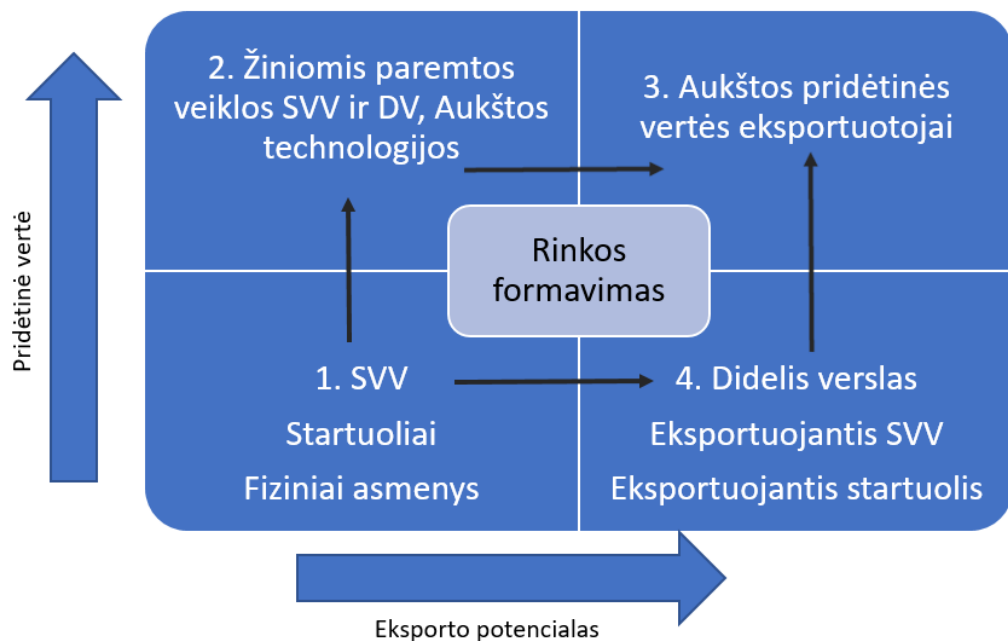 2. Žiniomis paremtos
veiklos SVV ir DV, Aukštos
technologijos
3. Aukštos pridėtinės
vertės eksportuotojai
Pridėtinė vertė
Rinkos
formavimas
1. SVV
Startuoliai
Fiziniai asmenys
4. Didelis verslas
Eksportuojantis SVV
Eksportuojantis startuolis
Eksporto potencialas